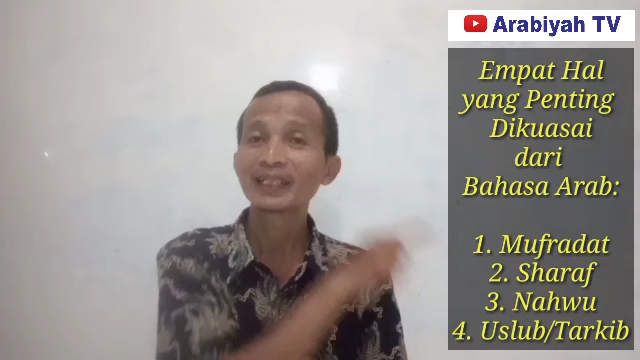 Arabiyah TV
Empat Hal
yang Penting
Dikuasai
dari
Bahasa Arab:
1. Mufradat
2. Sharaf
3. Nahwu
4. Uslub/Tarkib